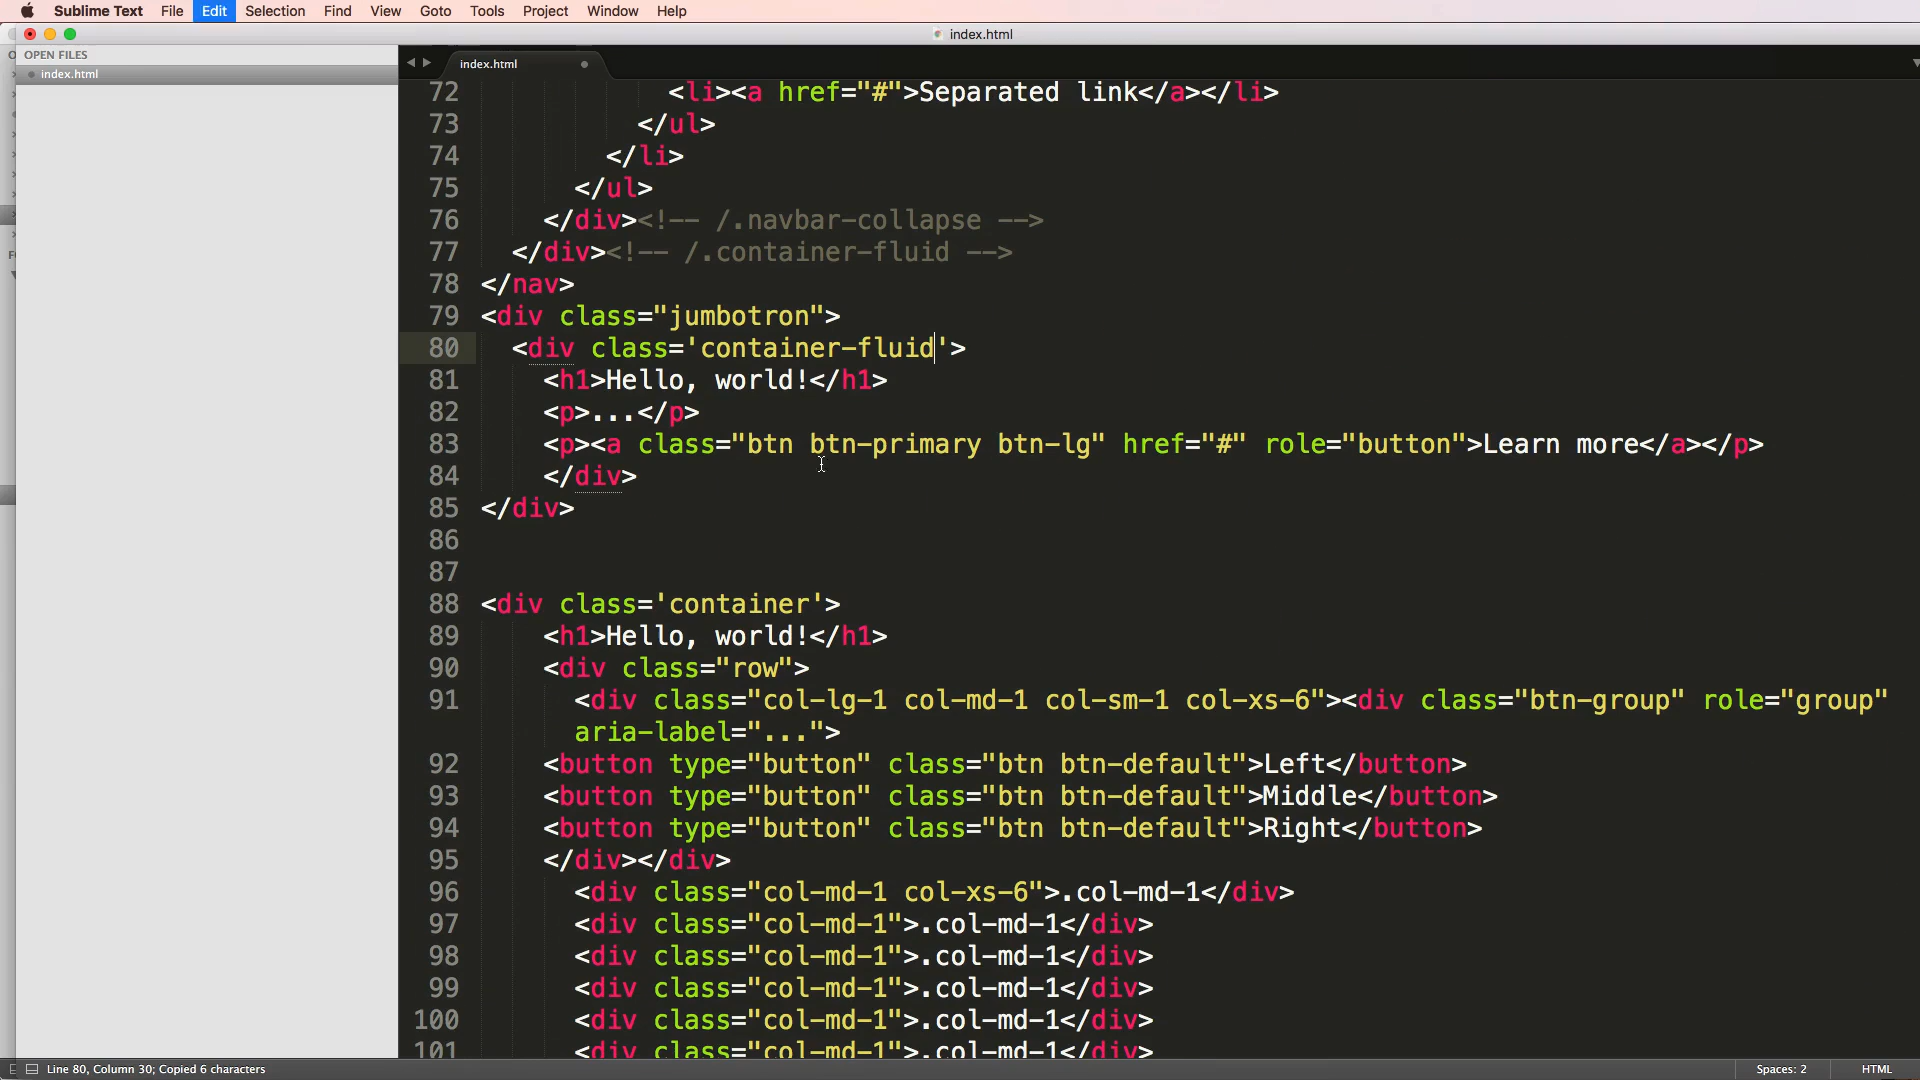 Sublime Text File Edit Selection Find View Goto Tools Project Window Help
index.html
OPEN FILES
index.html
index.html
72 <li><a href="#">Separated link</a></li>
73 </ul>
74 </li>
75 </ul>
76 </div><!-- /.navbar-collapse -->
77 </div><!-- /.container-fluid -->
78 </nav>
79 <div class="jumbotron">
80 <div class='container-fluid'>
81 <h1>Hello, world!</h1>
82 <p>...</p>
83 <p><a class="btn btn-primary btn-lg" href="#" role="button">Learn more</a></p>
84 </div>
85 </div>
86
87
88 <div class='container'>
89 <h1>Hello, world!</h1>
90 <div class="row">
91 <div class="col-lg-1 col-md-1 col-sm-1 col-xs-6"><div class="btn-group" role="group"
aria-label="...">
92 <button type="button" class="btn btn-default">Left</button>
93 <button type="button" class="btn btn-default">Middle</button>
94 <button type="button" class="btn btn-default">Right</button>
95 </div></div>
96 <div class="col-md-1 col-xs-6">.col-md-1</div>
97 <div class="col-md-1">.col-md-1</div>
98 <div class="col-md-1">.col-md-1</div>
99 <div class="col-md-1">.col-md-1</div>
100 <div class="col-md-1">.col-md-1</div>
101 <div class="col-md-1">.col-md-1</div>
Line 80, Column 30; Copied 6 characters
Spaces: 2
HTML